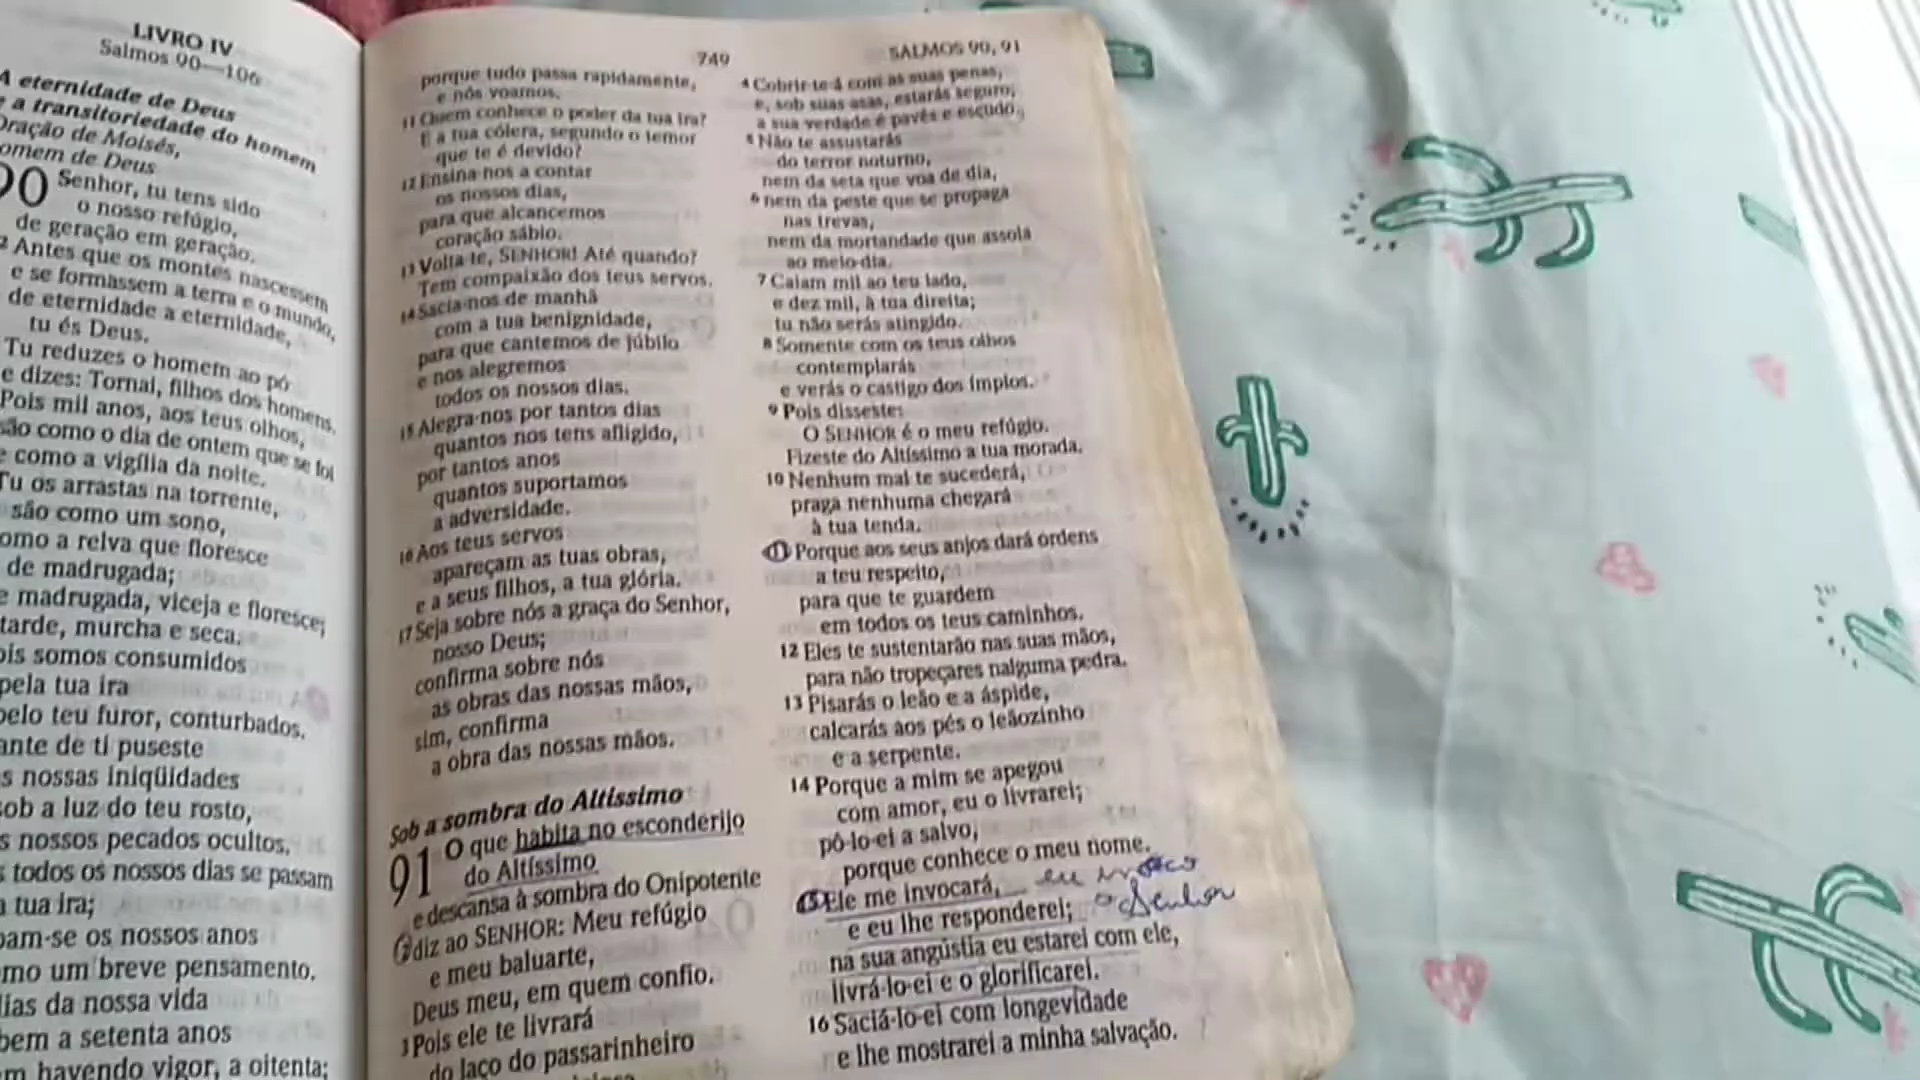 LIVRO IV
Salmos 90—106
A eternidade de Deus
e a transitoriedade do homem
Oração de Moisés,
homem de Deus
90 Senhor, tu tens sido
o nosso refúgio,
de geração em geração.
2 Antes que os montes nascessem
e se formassem a terra e o mundo,
de eternidade a eternidade,
tu és Deus.
Tu reduzes o homem ao pó
e dizes: Tornai, filhos dos homens.
Pois mil anos, aos teus olhos,
são como o dia de ontem que se foi
e como a vigília da noite.
Tu os arrastas na torrente,
são como um sono,
como a relva que floresce
de madrugada;
de madrugada, viceja e floresce;
tarde, murcha e seca.
pois somos consumidos
pela tua ira
pelo teu furor, conturbados.
ante de ti puseste
s nossas iniqüidades
sob a luz do teu rosto,
s nossos pecados ocultos.
s todos os nossos dias se passam
a tua ira;
bam-se os nossos anos
mo um breve pensamento.
dias da nossa vida
bem a setenta anos
m havendo vigor, a oitenta;
749
SALMOS 90, 91
porque tudo passa rapidamente,
e nós voamos.
11 Quem conhece o poder da tua ira?
E a tua cólera, segundo o temor
que te é devido?
12 Ensina-nos a contar
os nossos dias,
para que alcancemos
coração sábio.
13 Volta-te, SENHOR! Até quando?
Tem compaixão dos teus servos.
14 Sacia-nos de manhã
com a tua benignidade,
para que cantemos de júbilo
e nos alegremos
todos os nossos dias.
15 Alegra-nos por tantos dias
quantos nos tens afligido,
por tantos anos
quantos suportamos
a adversidade.
16 Aos teus servos
apareçam as tuas obras,
e a seus filhos, a tua glória.
17 Seja sobre nós a graça do Senhor,
nosso Deus;
confirma sobre nós
as obras das nossas mãos,
sim, confirma
a obra das nossas mãos.
Sob a sombra do Altíssimo
91 O que habita no esconderijo
do Altíssimo
e descansa à sombra do Onipotente
2 diz ao SENHOR: Meu refúgio
e meu baluarte,
Deus meu, em quem confio.
3 Pois ele te livrará
do laço do passarinheiro
4 Cobrir-te-á com as suas penas,
e, sob suas asas, estarás seguro;
a sua verdade é pavês e escudo.
5 Não te assustarás
do terror noturno,
nem da seta que voa de dia,
6 nem da peste que se propaga
nas trevas,
nem da mortandade que assola
ao meio-dia.
7 Caiam mil ao teu lado,
e dez mil, à tua direita;
tu não serás atingido.
8 Somente com os teus olhos
contemplarás
e verás o castigo dos ímpios.
9 Pois disseste:
O SENHOR é o meu refúgio.
Fizeste do Altíssimo a tua morada.
10 Nenhum mal te sucederá,
praga nenhuma chegará
à tua tenda.
11 Porque aos seus anjos dará ordens
a teu respeito,
para que te guardem
em todos os teus caminhos.
12 Eles te sustentarão nas suas mãos,
para não tropeçares nalguma pedra.
13 Pisarás o leão e a áspide,
calcarás aos pés o leãozinho
e a serpente.
14 Porque a mim se apegou
com amor, eu o livrarei;
pô-lo-ei a salvo,
porque conhece o meu nome.
15 Ele me invocará, eu invoco
e eu lhe responderei; o Senhor
na sua angústia eu estarei com ele,
livrá-lo-ei e o glorificarei.
16 Saciá-lo-ei com longevidade
e lhe mostrarei a minha salvação.